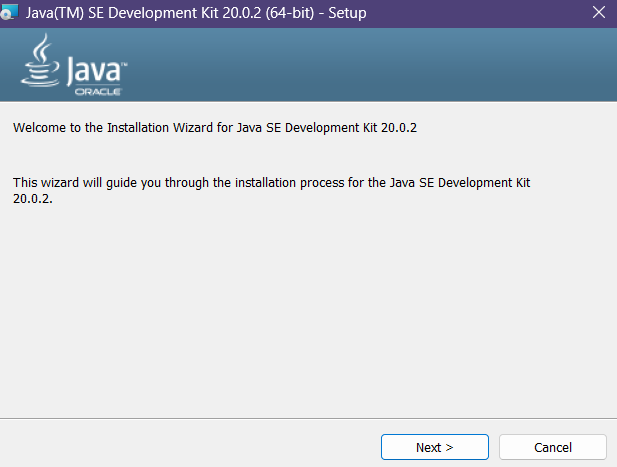 Java(TM) SE Development Kit 20.0.2 (64-bit) - Setup
Java™
ORACLE
Welcome to the Installation Wizard for Java SE Development Kit 20.0.2
This wizard will guide you through the installation process for the Java SE Development Kit
20.0.2.
Next >
Cancel